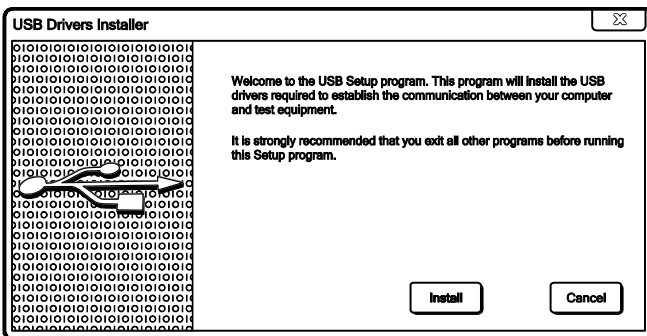 USB Drivers Installer
Welcome to the USB Setup program. This program will install the USB
drivers required to establish the communication between your computer
and test equipment.
It is strongly recommended that you exit all other programs before running
this Setup program.
Install
Cancel